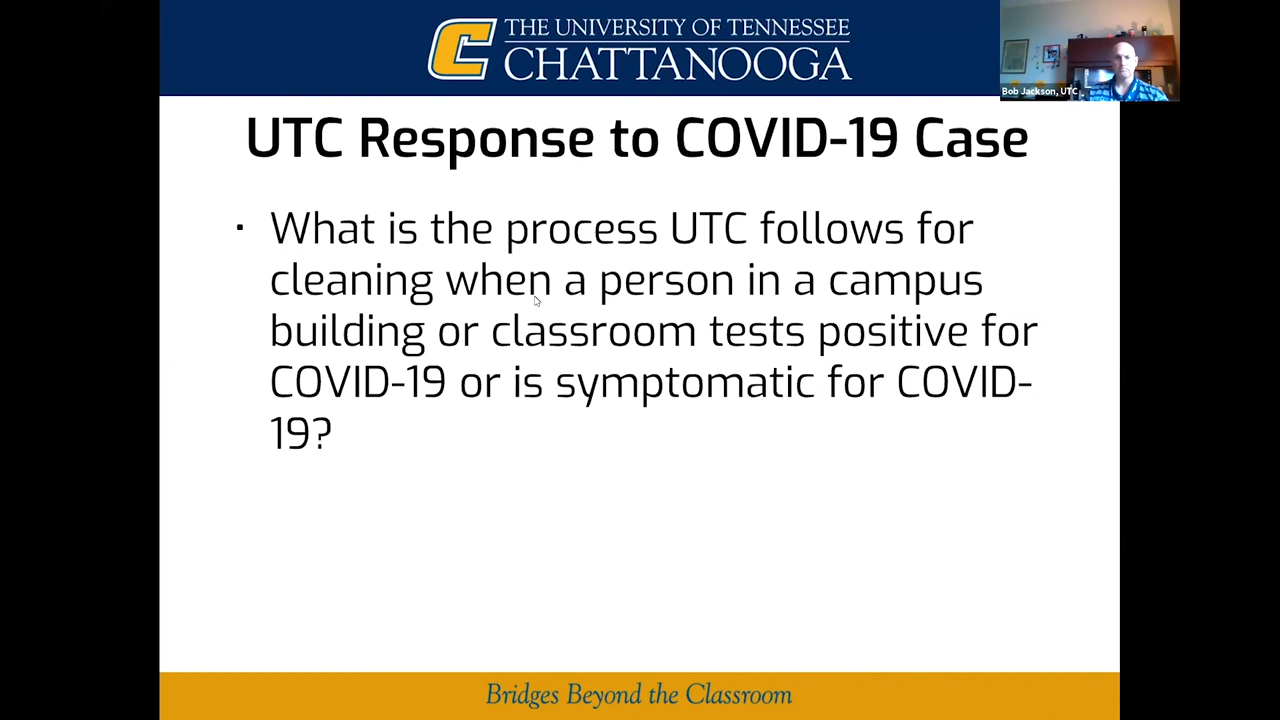 THE UNIVERSITY OF TENNESSEE
CHATTANOOGA
Bob Jackson, UTC
UTC Response to COVID-19 Case
· What is the process UTC follows for
cleaning when a person in a campus
building or classroom tests positive for
COVID-19 or is symptomatic for COVID-
19?
Bridges Beyond the Classroom